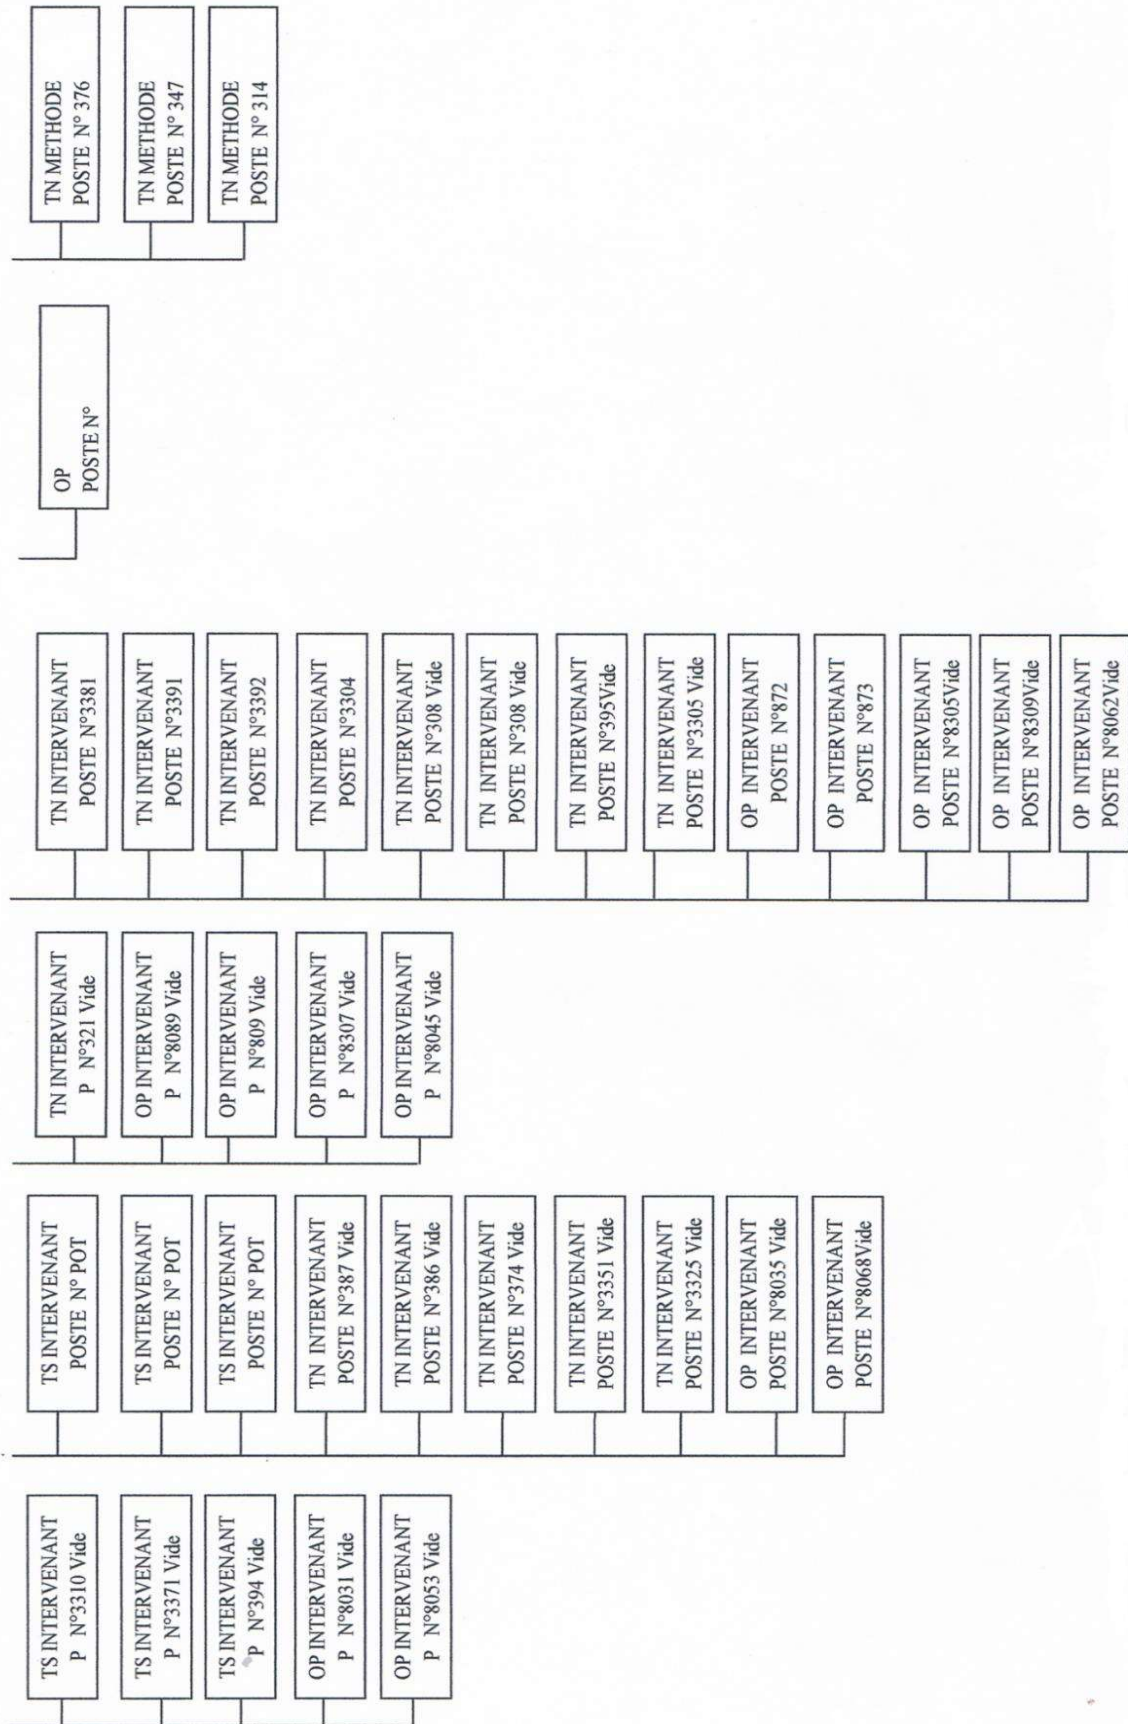 TS INTERVENANT
P N°3310 Vide
TS INTERVENANT
P N°3371 Vide
TS INTERVENANT
P N°394 Vide
OP INTERVENANT
P N°8031 Vide
OP INTERVENANT
P N°8053 Vide
TS INTERVENANT
POSTE N° POT
TS INTERVENANT
POSTE N° POT
TS INTERVENANT
POSTE N° POT
TN INTERVENANT
POSTE N°387 Vide
TN INTERVENANT
POSTE N°386 Vide
TN INTERVENANT
POSTE N°374 Vide
TN INTERVENANT
POSTE N°3351 Vide
TN INTERVENANT
POSTE N°3325 Vide
OP INTERVENANT
POSTE N°8035 Vide
OP INTERVENANT
POSTE N°8068Vide
TN INTERVENANT
P N°321 Vide
OP INTERVENANT
P N°8089 Vide
OP INTERVENANT
P N°809 Vide
OP INTERVENANT
P N°8307 Vide
OP INTERVENANT
P N°8045 Vide
TN INTERVENANT
POSTE N°3381
TN INTERVENANT
POSTE N°3391
TN INTERVENANT
POSTE N°3392
TN INTERVENANT
POSTE N°3304
TN INTERVENANT
POSTE N°308 Vide
TN INTERVENANT
POSTE N°308 Vide
TN INTERVENANT
POSTE N°395Vide
TN INTERVENANT
POSTE N°3305 Vide
OP INTERVENANT
POSTE N°872
OP INTERVENANT
POSTE N°873
OP INTERVENANT
POSTE N°8305Vide
OP INTERVENANT
POSTE N°8309Vide
OP INTERVENANT
POSTE N°8062Vide
OP
POSTE N°
TN METHODE
POSTE N° 376
TN METHODE
POSTE N° 347
TN METHODE
POSTE N° 314